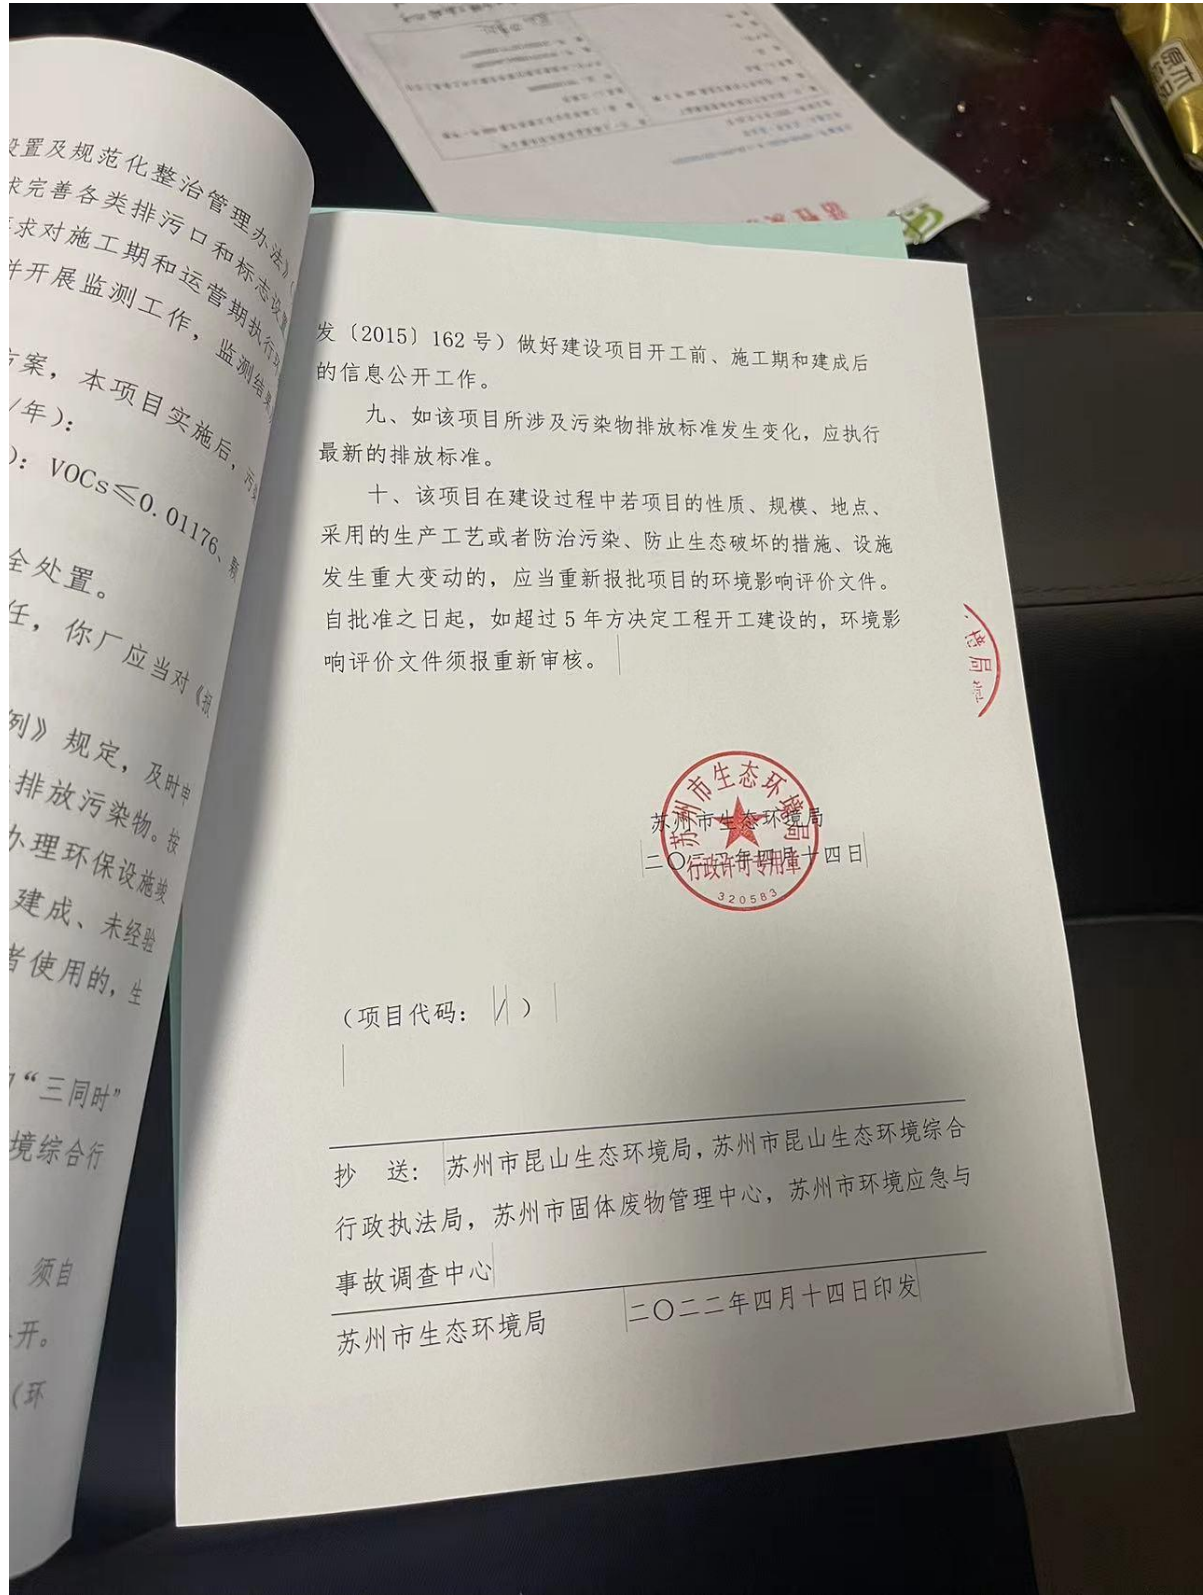 设置及规范化整治管理办法》(
求完善各类排污口和标志设置
要求对施工期和运营期执行
并开展监测工作，监测结果
方案，本项目实施后，污
/年)：
)：VOCs≤0.01176、颗
全处置。
任，你厂应当对《报
例》规定，及时申
排放污染物。按
办理环保设施竣
建成、未经验
者使用的，生
“三同时”
境综合行
须自
开。
（环
发〔2015〕162号）做好建设项目开工前、施工期和建成后
的信息公开工作。
九、如该项目所涉及污染物排放标准发生变化，应执行
最新的排放标准。
十、该项目在建设过程中若项目的性质、规模、地点、
采用的生产工艺或者防治污染、防止生态破坏的措施、设施
发生重大变动的，应当重新报批项目的环境影响评价文件。
自批准之日起，如超过5年方决定工程开工建设的，环境影
响评价文件须报重新审核。
境局
苏州市生态环境局
二〇二二年四月十四日
苏州市生态环境局
行政许可专用章
320583
（项目代码：/）
抄 送：苏州市昆山生态环境局，苏州市昆山生态环境综合
行政执法局，苏州市固体废物管理中心，苏州市环境应急与
事故调查中心
苏州市生态环境局 二〇二二年四月十四日印发
原木